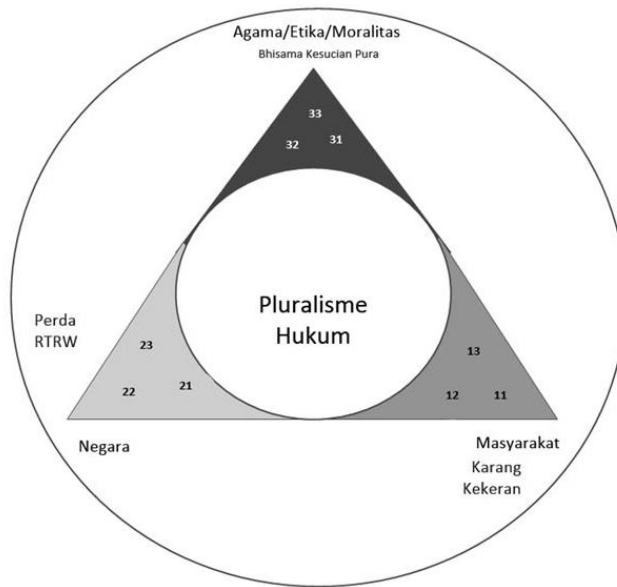 Agama/Etika/Moralitas
Bhisama Kesucian Pura
33
32
31
Pluralisme
Hukum
Perda
RTRW
23
22
21
13
12
11
Negara
Masyarakat
Karang
Kekeran